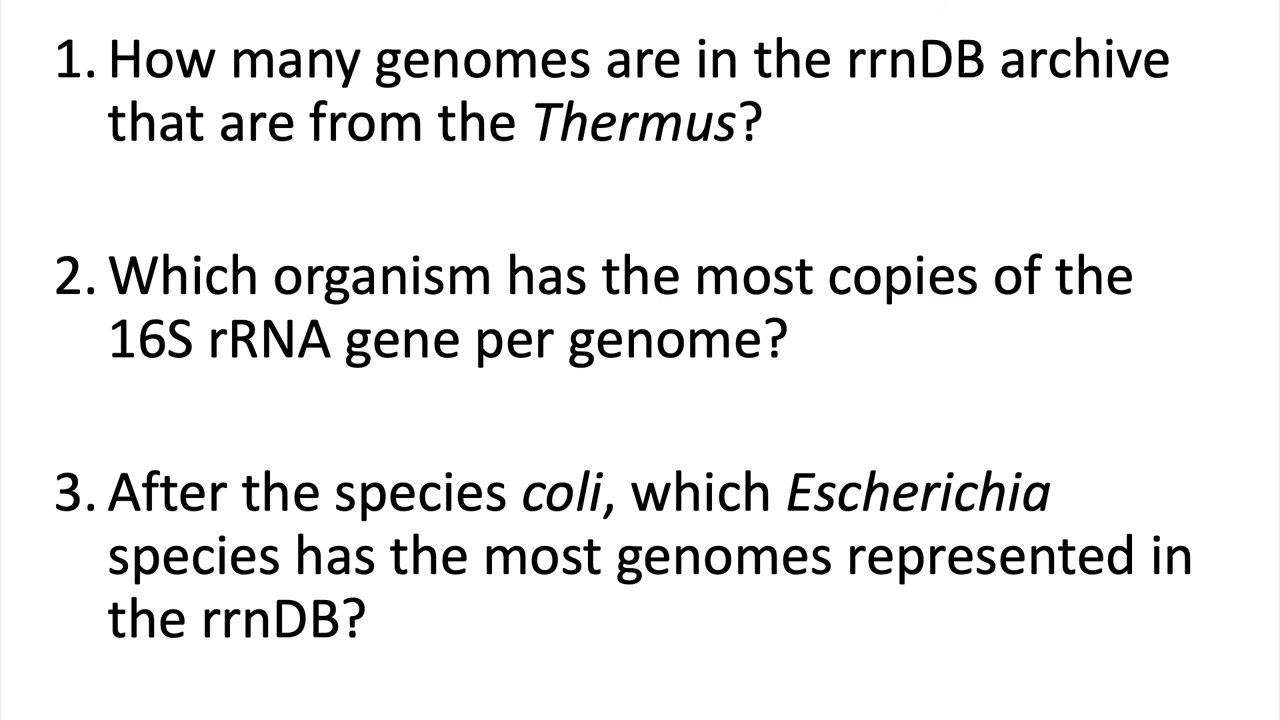 1. How many genomes are in the rrnDB archive
that are from the Thermus?
2. Which organism has the most copies of the
16S rRNA gene per genome?
3. After the species coli, which Escherichia
species has the most genomes represented in
the rrnDB?